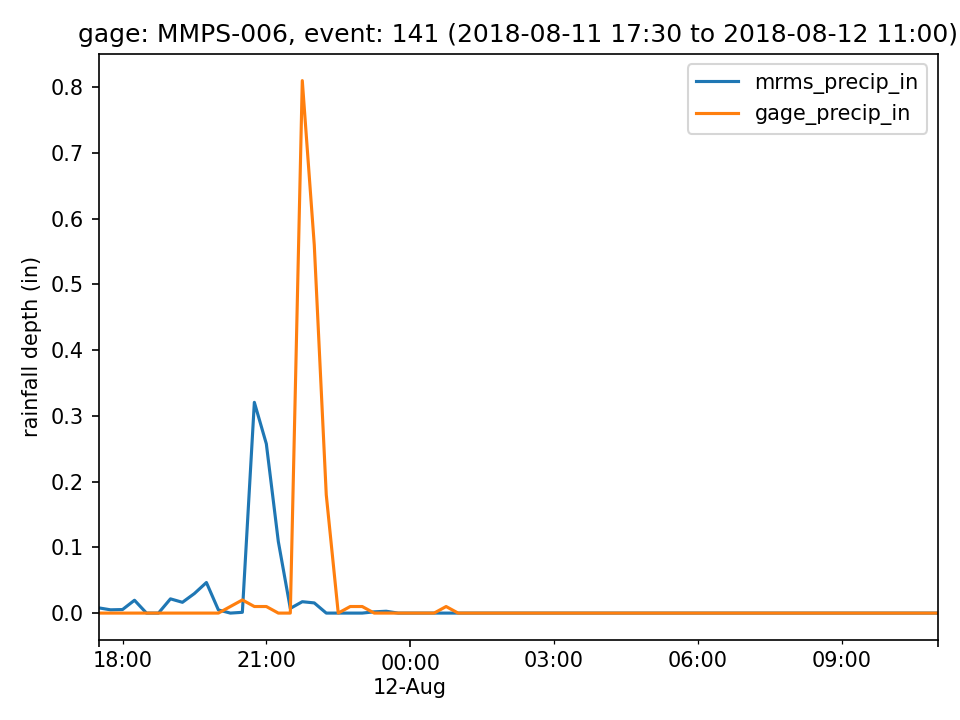 gage: MMPS-006, event: 141 (2018-08-11 17:30 to 2018-08-12 11:00)
mrms_precip_in
gage_precip_in
rainfall depth (in)
0.8
0.7
0.6
0.5
0.4
0.3
0.2
0.1
0.0
18:00 21:00 00:00 03:00 06:00 09:00
12-Aug